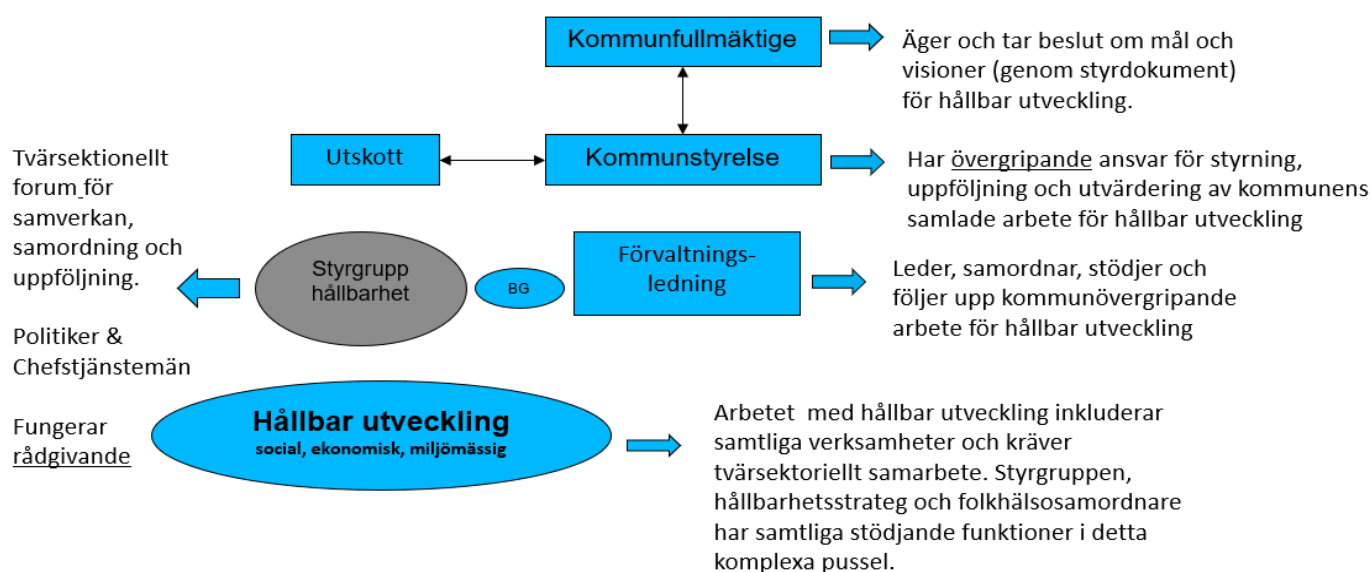 Kommunfullmäktige
Äger och tar beslut om mål och
visioner (genom styrdokument)
för hållbar utveckling.
Utskott
Kommunstyrelse
Har övergripande ansvar för styrning,
uppföljning och utvärdering av kommunens
samlade arbete för hållbar utveckling
Tvärsektionellt
forum för
samverkan,
samordning och
uppföljning.
Politiker &
Chefstjänstemän
Fungerar
rådgivande
Styrgrupp
hållbarhet
BG
Förvaltnings-
ledning
Leder, samordnar, stödjer och
följer upp kommunövergripande
arbete för hållbar utveckling
Hållbar utveckling
social, ekonomisk, miljömässig
Arbetet med hållbar utveckling inkluderar
samtliga verksamheter och kräver
tvärsektoriellt samarbete. Styrgruppen,
hållbarhetsstrateg och folkhälsosamordnare
har samtliga stödjande funktioner i detta
komplexa pussel.